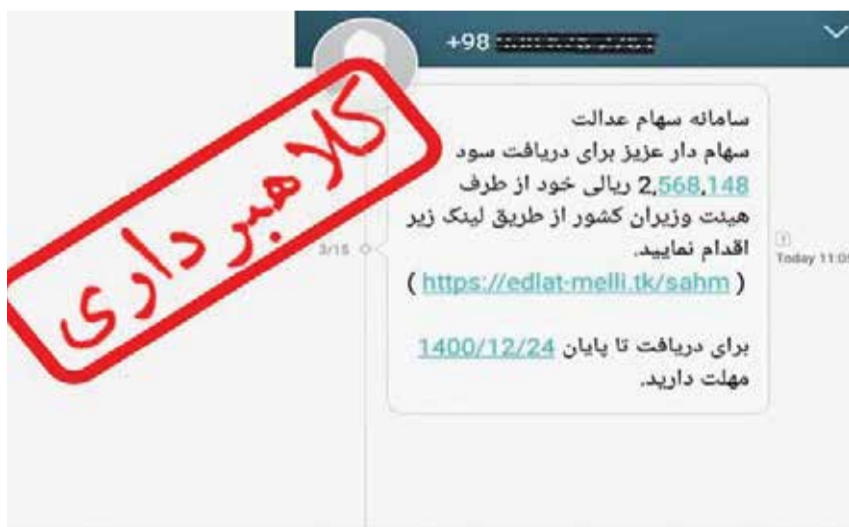 +98
کلاهبرداری
سامانه سهام عدالت
سهام دار عزیز برای دریافت سود
2,568,148 ریالی خود از طرف
هیئت وزیران کشور از طریق لینک زیر
اقدام نمایید.
( https://edlat-melli.tk/sahm )
برای دریافت تا پایان 1400/12/24
مهلت دارید.
3/15
Today 11:05